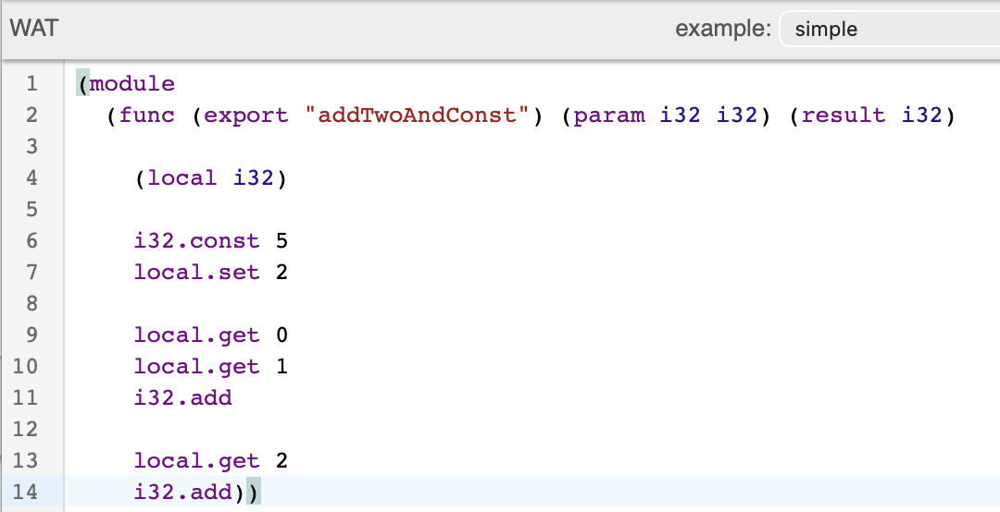 WAT example: simple
1 (module
2   (func (export "addTwoAndConst") (param i32 i32) (result i32)
3
4     (local i32)
5
6     i32.const 5
7     local.set 2
8
9     local.get 0
10     local.get 1
11     i32.add
12
13     local.get 2
14     i32.add))